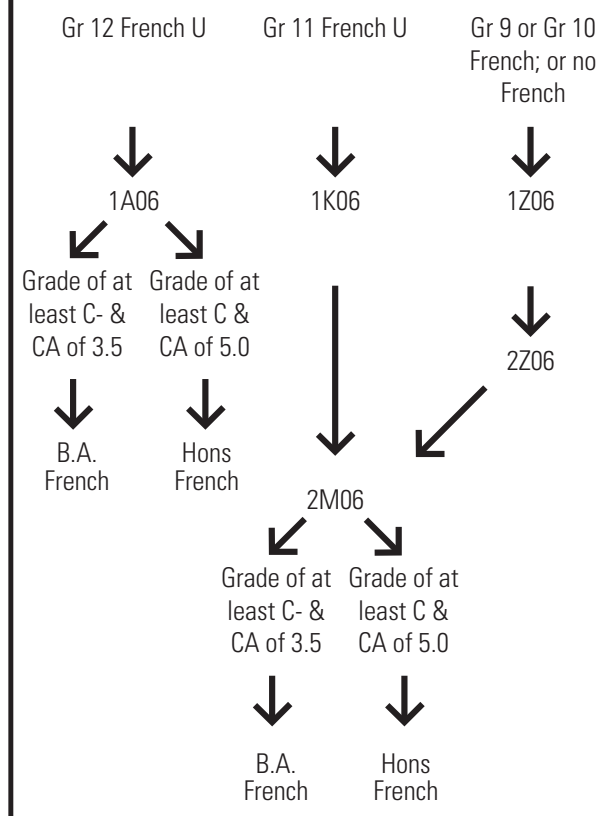 Gr 12 French U
Gr 11 French U
Gr 9 or Gr 10
French; or no
French
1A06
1K06
1Z06
Grade of at
least C- &
CA of 3.5
Grade of at
least C &
CA of 5.0
2Z06
B.A.
French
Hons
French
2M06
Grade of at
least C- &
CA of 3.5
Grade of at
least C &
CA of 5.0
B.A.
French
Hons
French